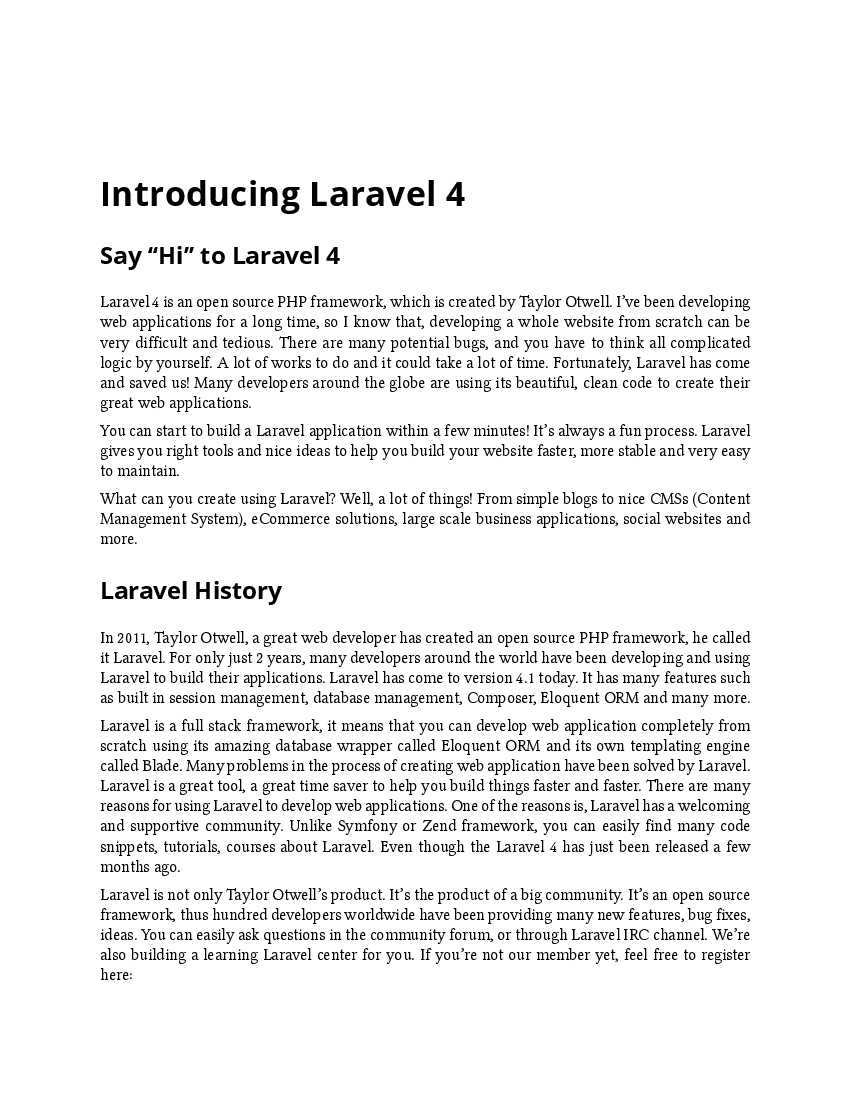 Introducing Laravel 4
Say “Hi” to Laravel 4
Laravel 4 is an open source PHP framework, which is created by Taylor Otwell. I’ve been developing
web applications for a long time, so I know that, developing a whole website from scratch can be
very difficult and tedious. There are many potential bugs, and you have to think all complicated
logic by yourself. A lot of works to do and it could take a lot of time. Fortunately, Laravel has come
and saved us! Many developers around the globe are using its beautiful, clean code to create their
great web applications.
You can start to build a Laravel application within a few minutes! It’s always a fun process. Laravel
gives you right tools and nice ideas to help you build your website faster, more stable and very easy
to maintain.
What can you create using Laravel? Well, a lot of things! From simple blogs to nice CMSs (Content
Management System), eCommerce solutions, large scale business applications, social websites and
more.
Laravel History
In 2011, Taylor Otwell, a great web developer has created an open source PHP framework, he called
it Laravel. For only just 2 years, many developers around the world have been developing and using
Laravel to build their applications. Laravel has come to version 4.1 today. It has many features such
as built in session management, database management, Composer, Eloquent ORM and many more.
Laravel is a full stack framework, it means that you can develop web application completely from
scratch using its amazing database wrapper called Eloquent ORM and its own templating engine
called Blade. Many problems in the process of creating web application have been solved by Laravel.
Laravel is a great tool, a great time saver to help you build things faster and faster. There are many
reasons for using Laravel to develop web applications. One of the reasons is, Laravel has a welcoming
and supportive community. Unlike Symfony or Zend framework, you can easily find many code
snippets, tutorials, courses about Laravel. Even though the Laravel 4 has just been released a few
months ago.
Laravel is not only Taylor Otwell’s product. It’s the product of a big community. It’s an open source
framework, thus hundred developers worldwide have been providing many new features, bug fixes,
ideas. You can easily ask questions in the community forum, or through Laravel IRC channel. We’re
also building a learning Laravel center for you. If you’re not our member yet, feel free to register
here: